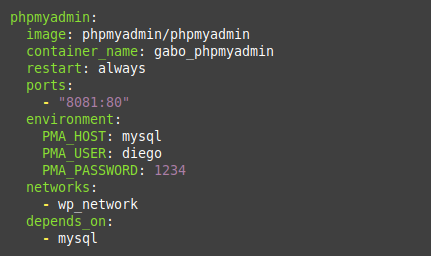 phpmyadmin:
  image: phpmyadmin/phpmyadmin
  container_name: gabo_phpmyadmin
  restart: always
  ports:
    - "8081:80"
  environment:
    PMA_HOST: mysql
    PMA_USER: diego
    PMA_PASSWORD: 1234
  networks:
    - wp_network
  depends_on:
    - mysql